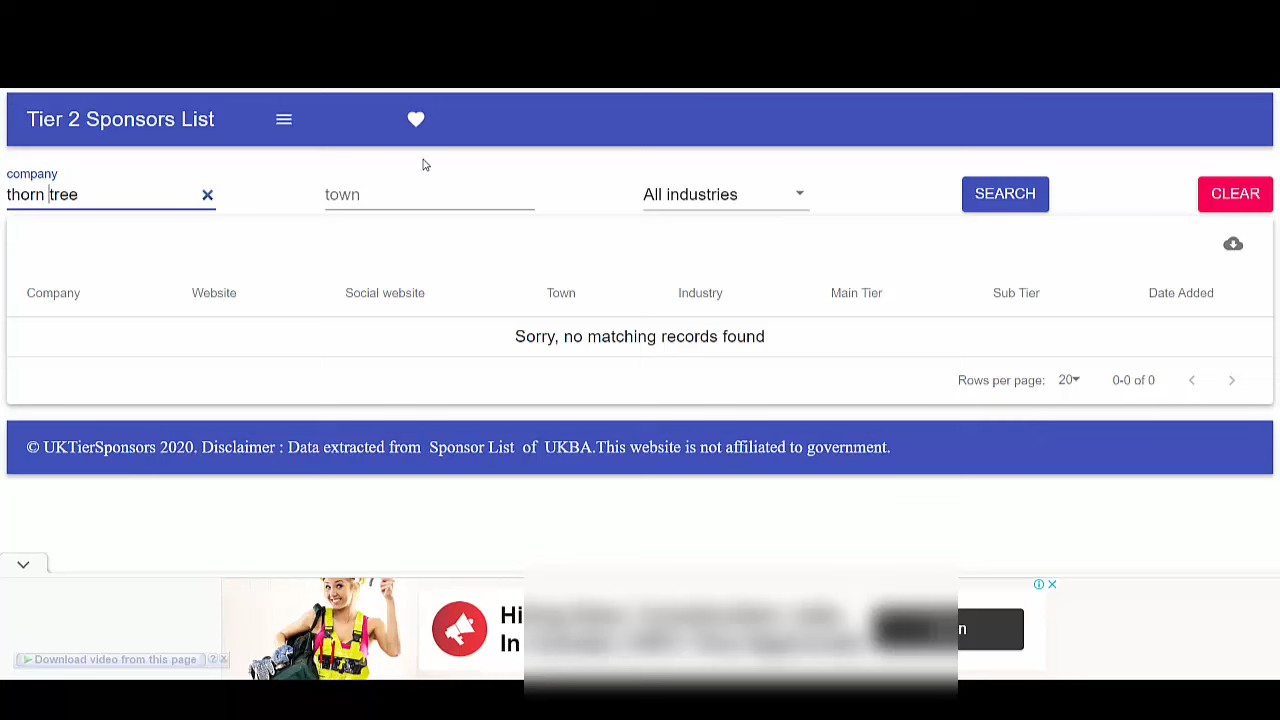 Tier 2 Sponsors List
company
thorn tree
town
All industries
SEARCH
CLEAR
Company Website Social website Town Industry Main Tier Sub Tier Date Added
Sorry, no matching records found
Rows per page: 20 0-0 of 0
© UKTierSponsors 2020. Disclaimer : Data extracted from Sponsor List of UKBA.This website is not affiliated to government.
In
Download video from this page